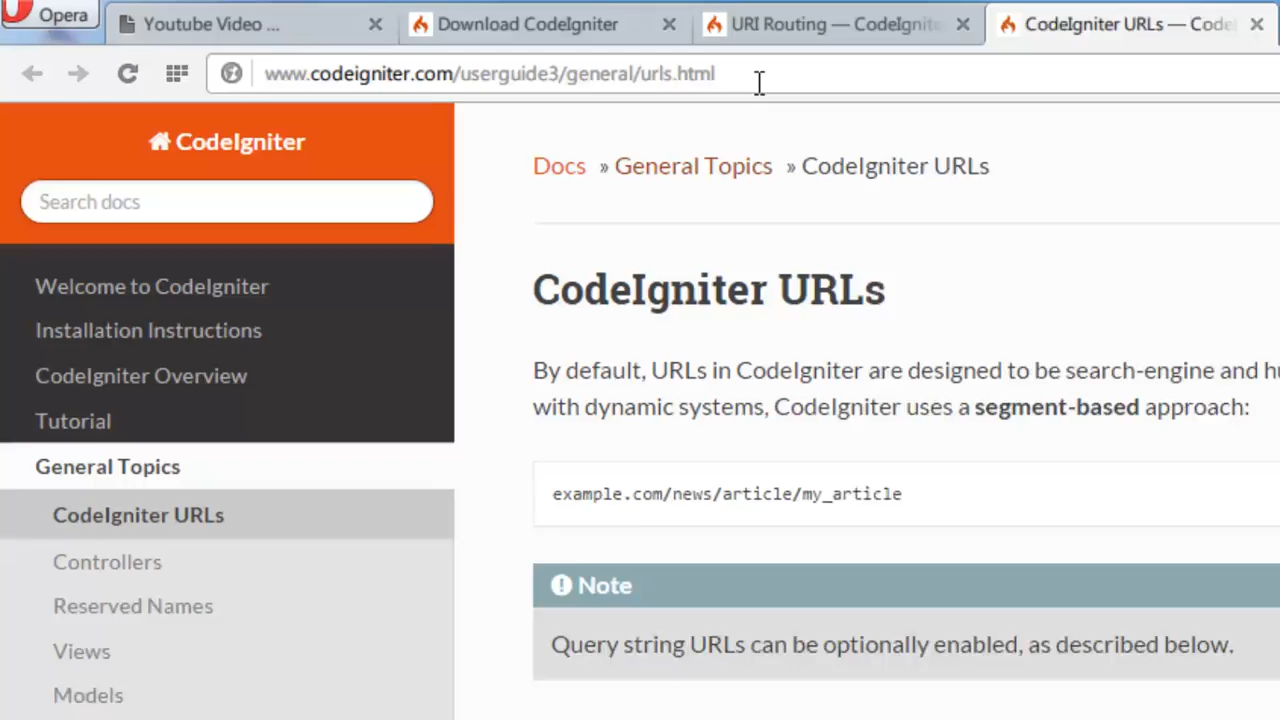 Opera
Youtube Video ...
Download CodeIgniter
URI Routing — CodeIgnite
CodeIgniter URLs — Code
www.codeigniter.com/userguide3/general/urls.html
CodeIgniter
Search docs
Welcome to CodeIgniter
Installation Instructions
CodeIgniter Overview
Tutorial
General Topics
CodeIgniter URLs
Controllers
Reserved Names
Views
Models
Docs » General Topics » CodeIgniter URLs
CodeIgniter URLs
By default, URLs in CodeIgniter are designed to be search-engine and hu
with dynamic systems, CodeIgniter uses a segment-based approach:
example.com/news/article/my_article
Note
Query string URLs can be optionally enabled, as described below.